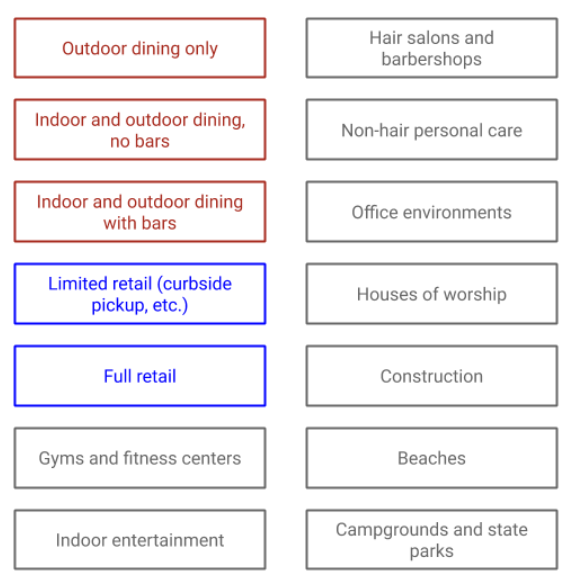 Outdoor dining only
Indoor and outdoor dining,
no bars
Indoor and outdoor dining
with bars
Limited retail (curbside
pickup, etc.)
Full retail
Gyms and fitness centers
Indoor entertainment
Hair salons and
barbershops
Non-hair personal care
Office environments
Houses of worship
Construction
Beaches
Campgrounds and state
parks